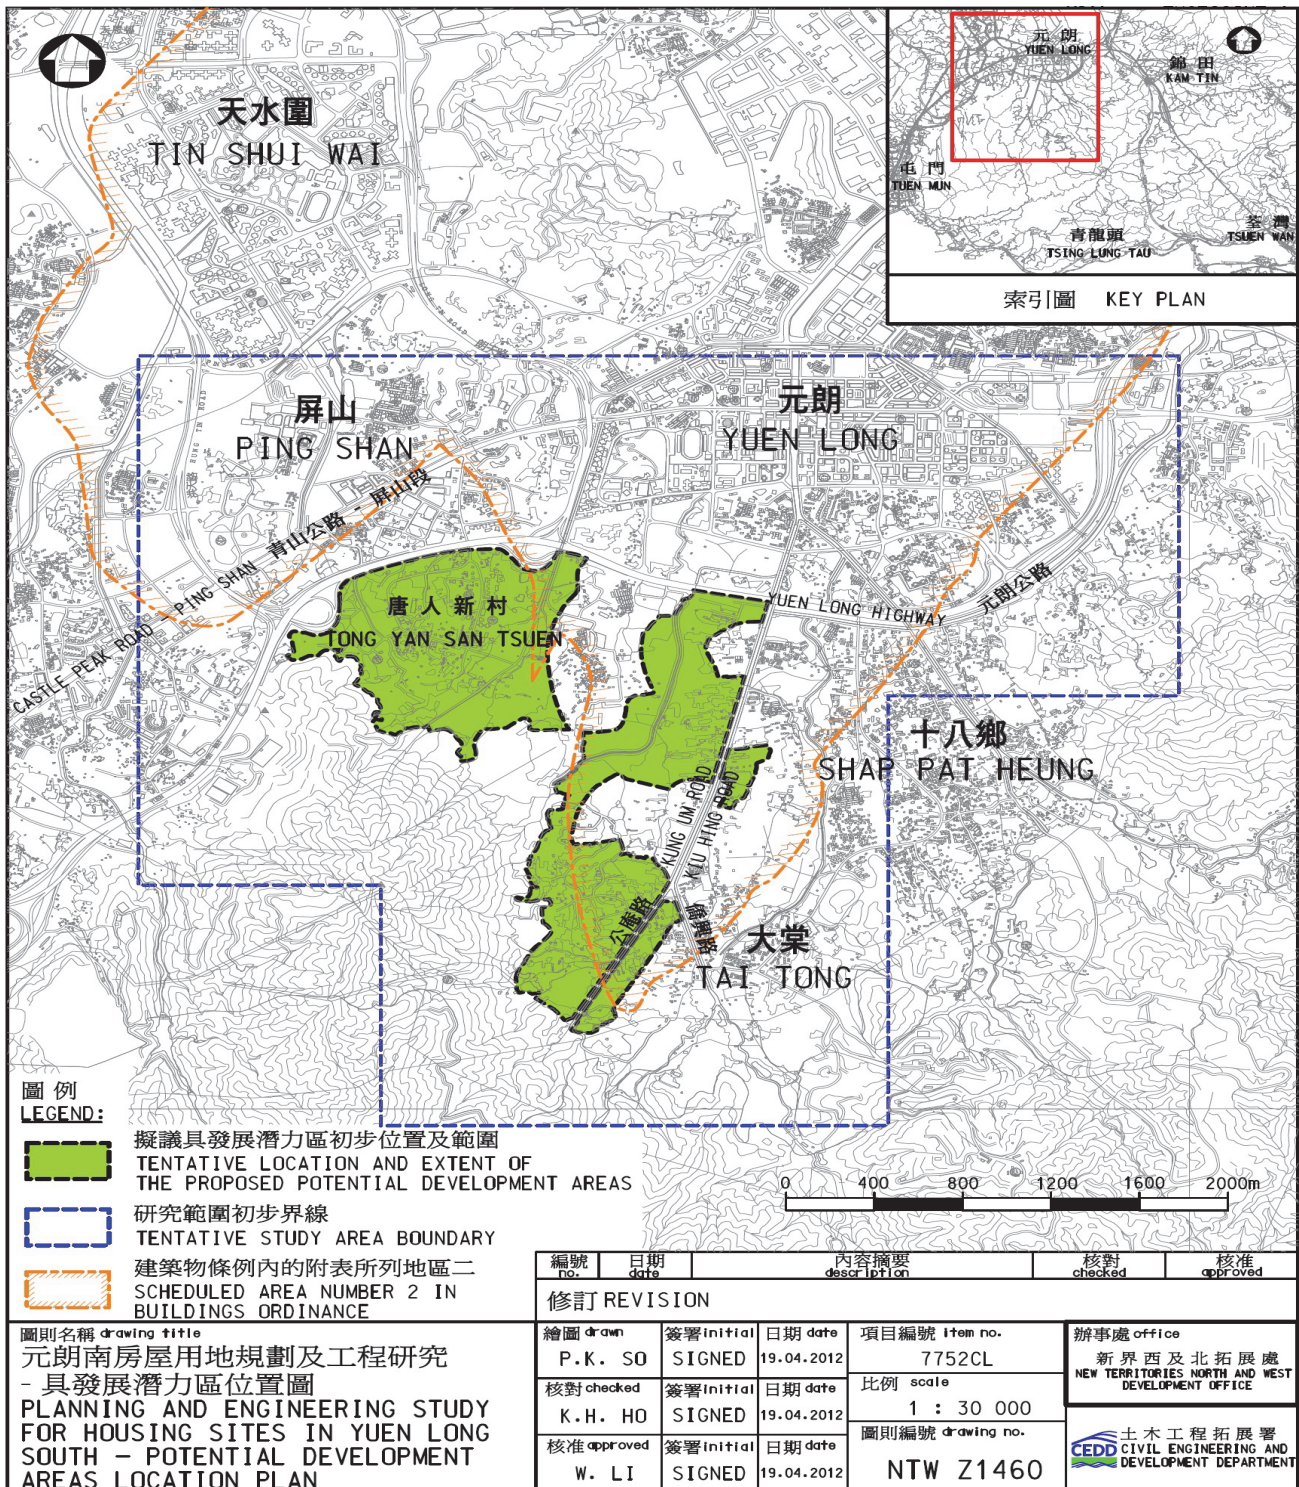 天水圍
TIN SHUI WAI
元朗
YUEN LONG
錦田
KAM TIN
屯門
TUEN MUN
青龍頭
TSING LUNG TAU
荃灣
TSUEN WAN
索引圖 KEY PLAN
屏山
PING SHAN
元朗
YUEN LONG
青山公路 - 屏山段
CASTLE PEAK ROAD - PING SHAN
唐人新村
TONG YAN SAN TSUEN
YUEN LONG HIGHWAY
元朗公路
十八鄉
SHAP PAT HEUNG
KUNG UM ROAD
KIU HING ROAD
公庵路
僑興路
大棠
TAI TONG
圖例
LEGEND:
擬議具發展潛力區初步位置及範圍
TENTATIVE LOCATION AND EXTENT OF
THE PROPOSED POTENTIAL DEVELOPMENT AREAS
研究範圍初步界線
TENTATIVE STUDY AREA BOUNDARY
建築物條例內的附表所列地區二
SCHEDULED AREA NUMBER 2 IN
BUILDINGS ORDINANCE
0 400 800 1200 1600 2000m
編號 日期 內容摘要 核對 核准
no. date description checked approved
修訂 REVISION
圖則名稱 drawing title
元朗南房屋用地規劃及工程研究
- 具發展潛力區位置圖
PLANNING AND ENGINEERING STUDY
FOR HOUSING SITES IN YUEN LONG
SOUTH - POTENTIAL DEVELOPMENT
AREAS LOCATION PLAN
繪圖 drawn 簽署 initial 日期 date
P.K. SO SIGNED 19.04.2012
核對 checked 簽署 initial 日期 date
K.H. HO SIGNED 19.04.2012
核准 approved 簽署 initial 日期 date
W. LI SIGNED 19.04.2012
項目編號 item no.
7752CL
比例 scale
1 : 30 000
圖則編號 drawing no.
NTW Z1460
辦事處 office
新界西及北拓展處
NEW TERRITORIES NORTH AND WEST
DEVELOPMENT OFFICE
CEDD
土木工程拓展署
CIVIL ENGINEERING AND
DEVELOPMENT DEPARTMENT